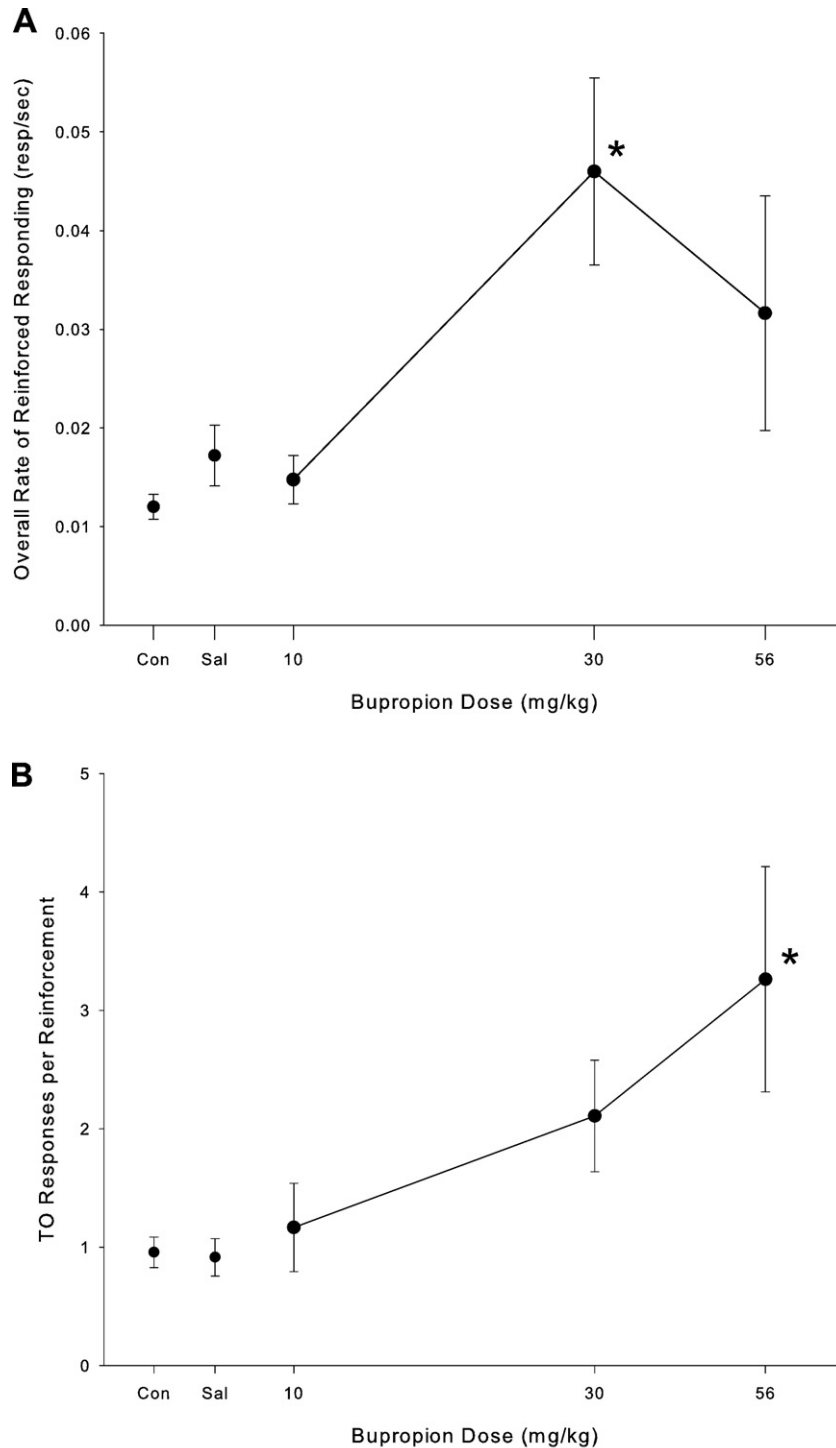 A
Overall Rate of Reinforced Responding (resp/sec)
0.06
0.05
0.04
0.03
0.02
0.01
0.00
*
Con Sal 10 30 56
Bupropion Dose (mg/kg)
B
TO Responses per Reinforcement
5
4
3
2
1
0
*
Con Sal 10 30 56
Bupropion Dose (mg/kg)